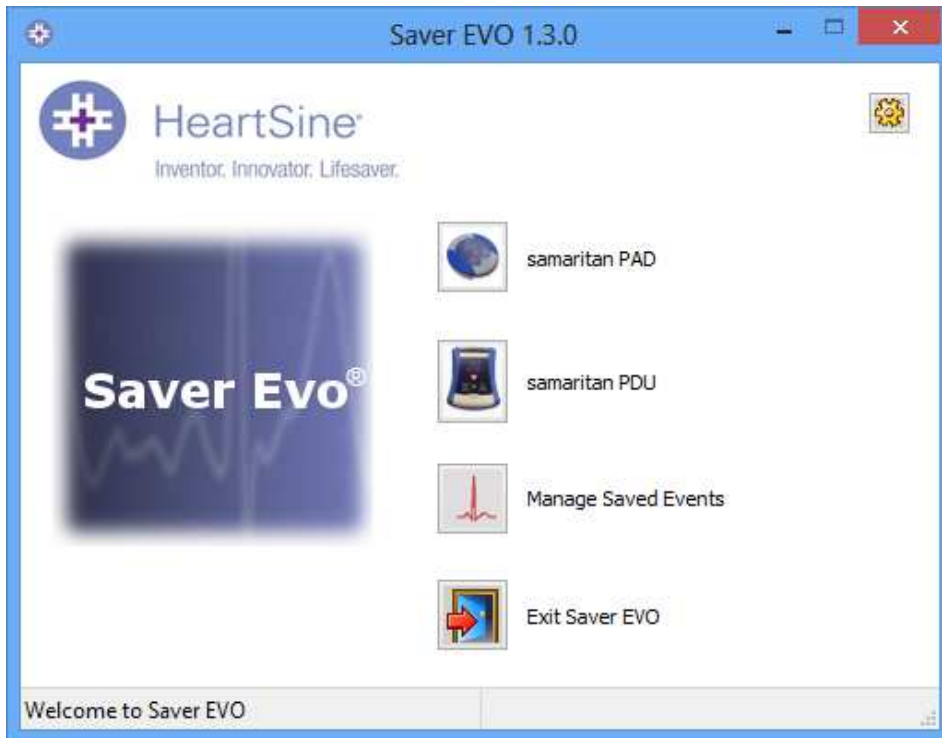 Saver EVO 1.3.0
HeartSine®
Inventor. Innovator. Lifesaver.
samaritan PAD
Saver Evo®
samaritan PDU
Manage Saved Events
Exit Saver EVO
Welcome to Saver EVO